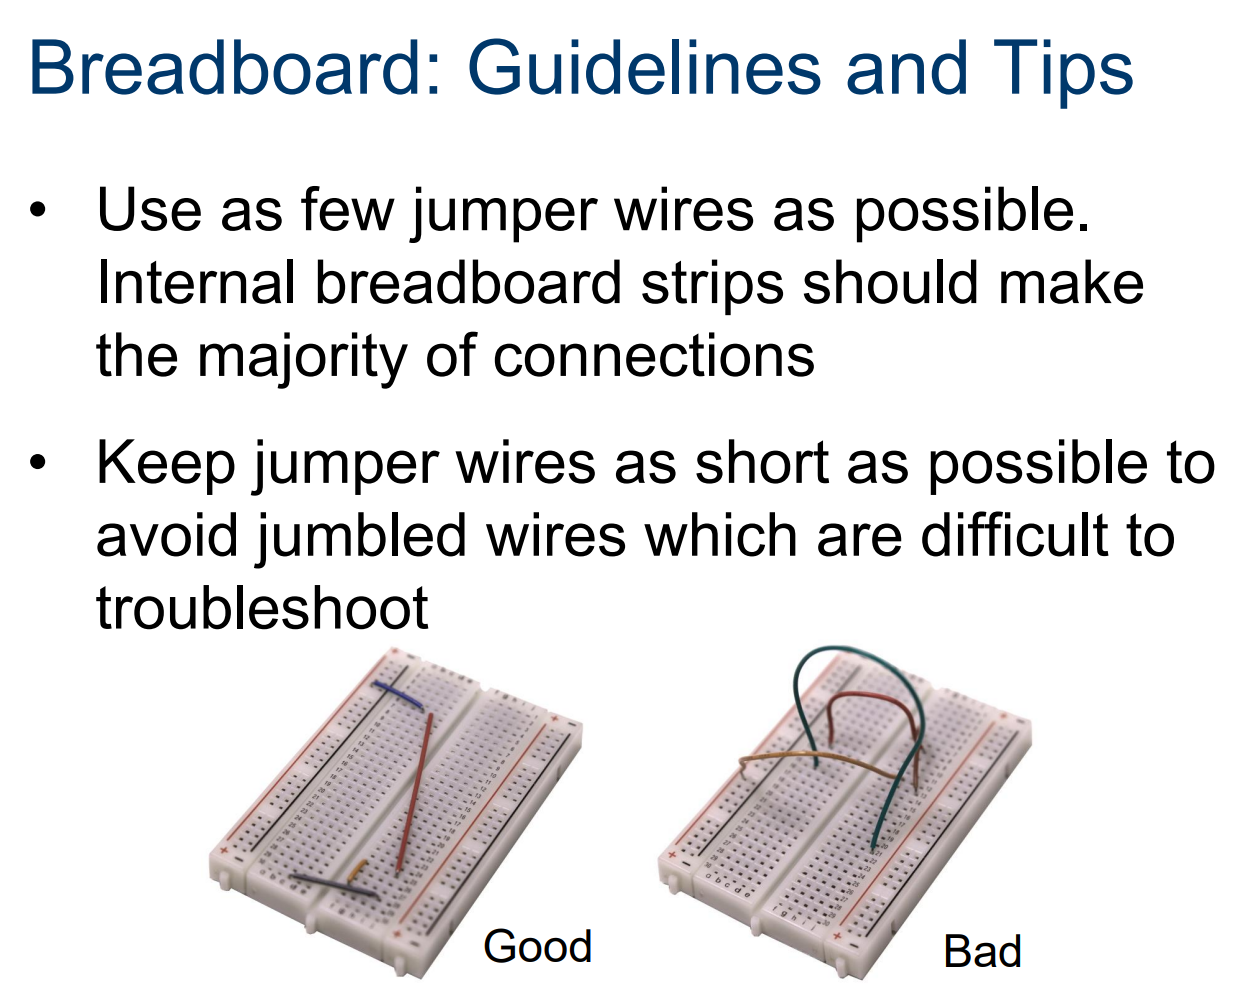 Breadboard: Guidelines and Tips
• Use as few jumper wires as possible.
Internal breadboard strips should make
the majority of connections
• Keep jumper wires as short as possible to
avoid jumbled wires which are difficult to
troubleshoot
Good
Bad